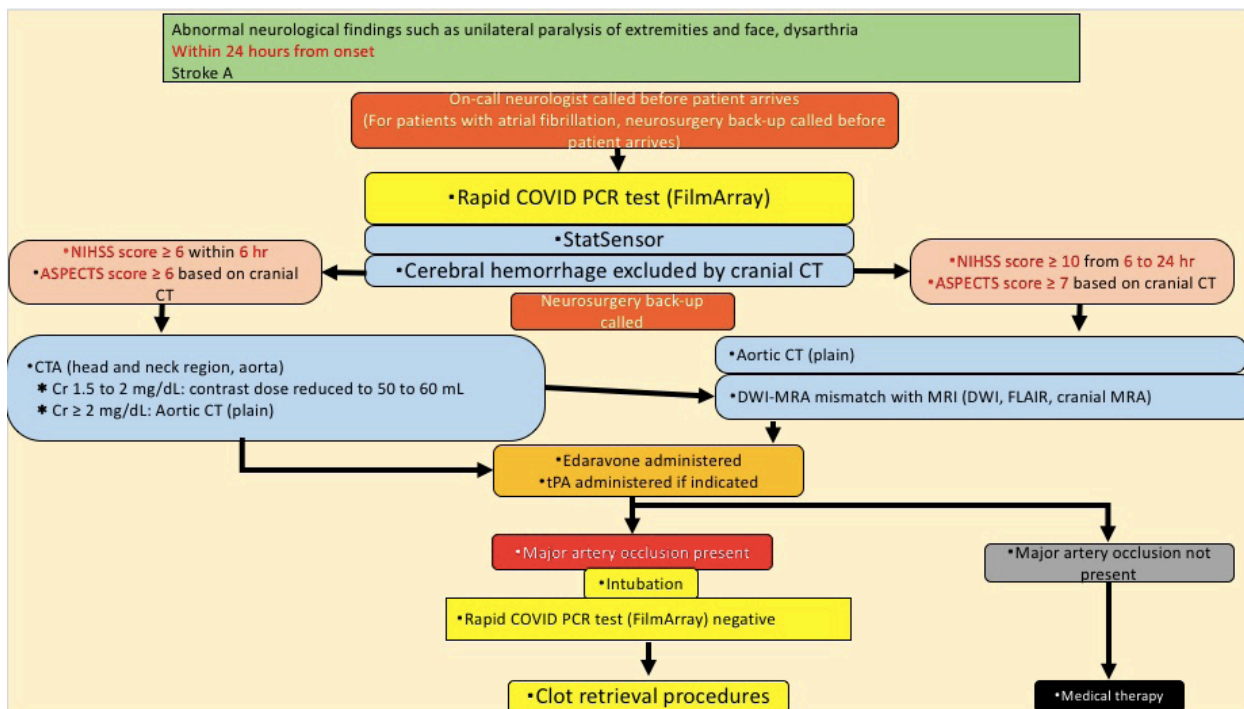 Abnormal neurological findings such as unilateral paralysis of extremities and face, dysarthria
Within 24 hours from onset
Stroke A
On-call neurologist called before patient arrives
(For patients with atrial fibrillation, neurosurgery back-up called before
patient arrives)
•Rapid COVID PCR test (FilmArray)
•StatSensor
•Cerebral hemorrhage excluded by cranial CT
•NIHSS score ≥ 6 within 6 hr
•ASPECTS score ≥ 6 based on cranial
CT
•NIHSS score ≥ 10 from 6 to 24 hr
•ASPECTS score ≥ 7 based on cranial CT
Neurosurgery back-up
called
•CTA (head and neck region, aorta)
✱ Cr 1.5 to 2 mg/dL: contrast dose reduced to 50 to 60 mL
✱ Cr ≥ 2 mg/dL: Aortic CT (plain)
•Aortic CT (plain)
•DWI-MRA mismatch with MRI (DWI, FLAIR, cranial MRA)
•Edaravone administered
•tPA administered if indicated
•Major artery occlusion present
•Major artery occlusion not
present
•Intubation
•Rapid COVID PCR test (FilmArray) negative
•Clot retrieval procedures
•Medical therapy